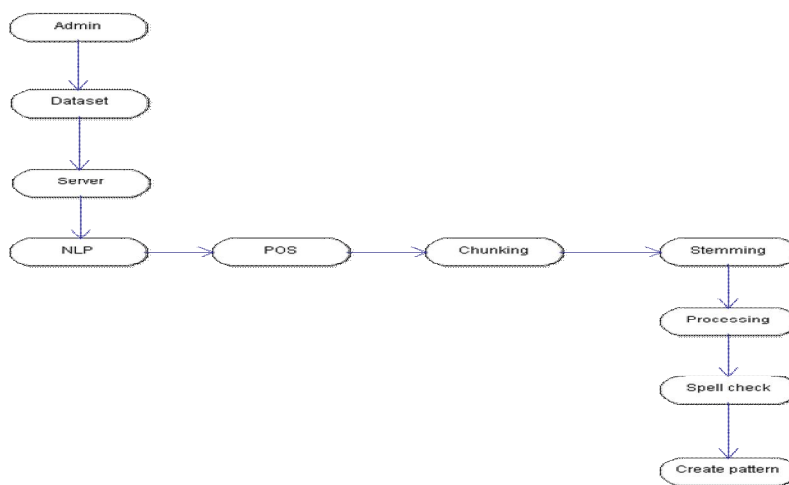 Admin
Dataset
Server
NLP
POS
Chunking
Stemming
Processing
Spell check
Create pattern